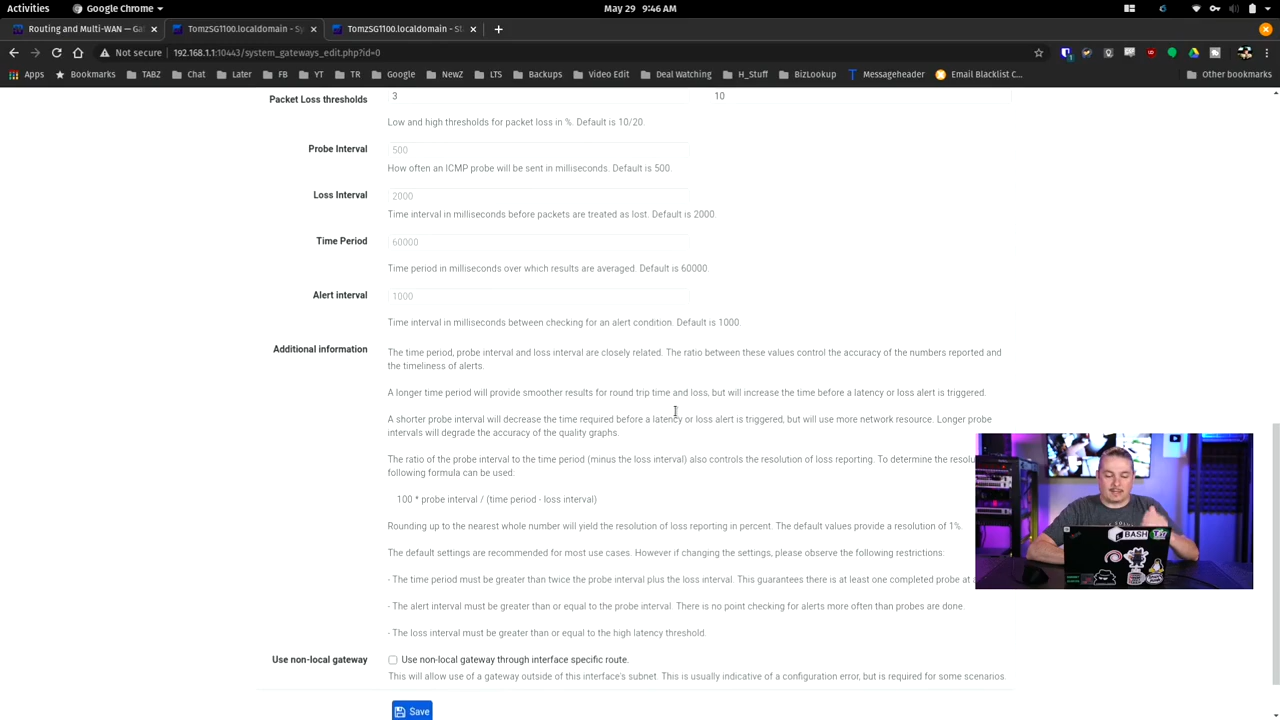 Activities
Google Chrome
May 29 9:46 AM
Routing and Multi-WAN — Ga
TomzSG1100.localdomain - Sy
TomzSG1100.localdomain - St
Not secure
192.168.1.1:10443/system_gateways_edit.php?id=0
Apps
Bookmarks
TABZ
Chat
Later
FB
YT
TR
Google
NewZ
LTS
Backups
Video Edit
Deal Watching
H_Stuff
BizLookup
Messageheader
Email Blacklist C...
Other bookmarks
Packet Loss thresholds
3
10
Low and high thresholds for packet loss in %. Default is 10/20.
Probe Interval
500
How often an ICMP probe will be sent in milliseconds. Default is 500.
Loss Interval
2000
Time interval in milliseconds before packets are treated as lost. Default is 2000.
Time Period
60000
Time period in milliseconds over which results are averaged. Default is 60000.
Alert interval
1000
Time interval in milliseconds between checking for an alert condition. Default is 1000.
Additional information
The time period, probe interval and loss interval are closely related. The ratio between these values control the accuracy of the numbers reported and
the timeliness of alerts.
A longer time period will provide smoother results for round trip time and loss, but will increase the time before a latency or loss alert is triggered.
A shorter probe interval will decrease the time required before a latency or loss alert is triggered, but will use more network resource. Longer probe
intervals will degrade the accuracy of the quality graphs.
The ratio of the probe interval to the time period (minus the loss interval) also controls the resolution of loss reporting. To determine the resolu
following formula can be used:
100 * probe interval / (time period - loss interval)
Rounding up to the nearest whole number will yield the resolution of loss reporting in percent. The default values provide a resolution of 1%.
The default settings are recommended for most use cases. However if changing the settings, please observe the following restrictions:
- The time period must be greater than twice the probe interval plus the loss interval. This guarantees there is at least one completed probe at
- The alert interval must be greater than or equal to the probe interval. There is no point checking for alerts more often than probes are done.
- The loss interval must be greater than or equal to the high latency threshold.
BASH
Use non-local gateway
Use non-local gateway through interface specific route.
This will allow use of a gateway outside of this interface's subnet. This is usually indicative of a configuration error, but is required for some scenarios.
Save